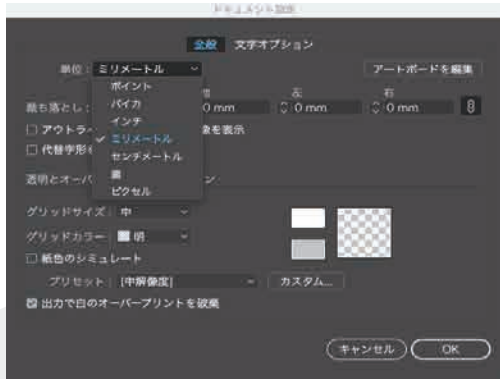 ドキュメント設定
全般 文字オプション
単位: ミリメートル アートボードを編集
ポイント
パイカ
インチ
ミリメートル
センチメートル
歯
ピクセル
裁ち落とし: 左 右
0 mm 0 mm 0 mm
アウトラ 像を表示
代替字形
透明とオーバ ン
グリッドサイズ: 中
グリッドカラー: 明
紙色のシミュレート
プリセット: [中解像度] カスタム...
出力で白のオーバープリントを破棄
キャンセル OK